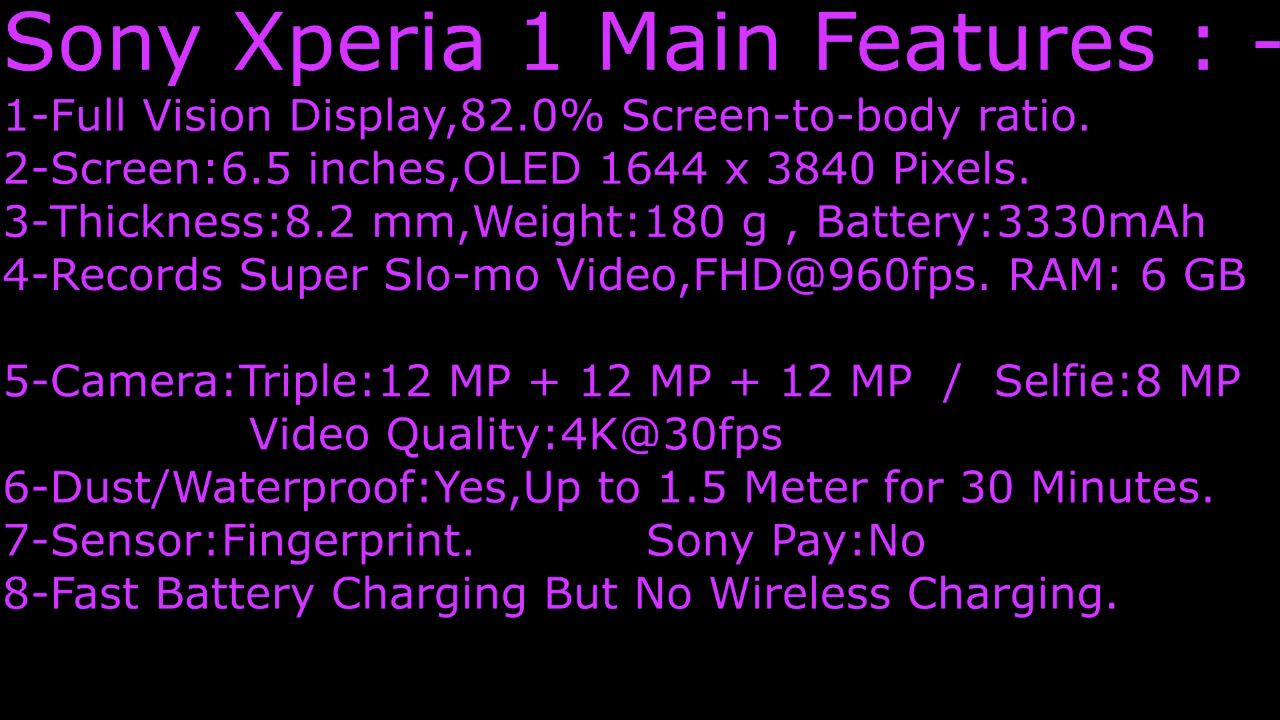 Sony Xperia 1 Main Features : -
1-Full Vision Display,82.0% Screen-to-body ratio.
2-Screen:6.5 inches,OLED 1644 x 3840 Pixels.
3-Thickness:8.2 mm,Weight:180 g , Battery:3330mAh
4-Records Super Slo-mo Video,FHD@960fps. RAM: 6 GB
5-Camera:Triple:12 MP + 12 MP + 12 MP / Selfie:8 MP
Video Quality:4K@30fps
6-Dust/Waterproof:Yes,Up to 1.5 Meter for 30 Minutes.
7-Sensor:Fingerprint. Sony Pay:No
8-Fast Battery Charging But No Wireless Charging.